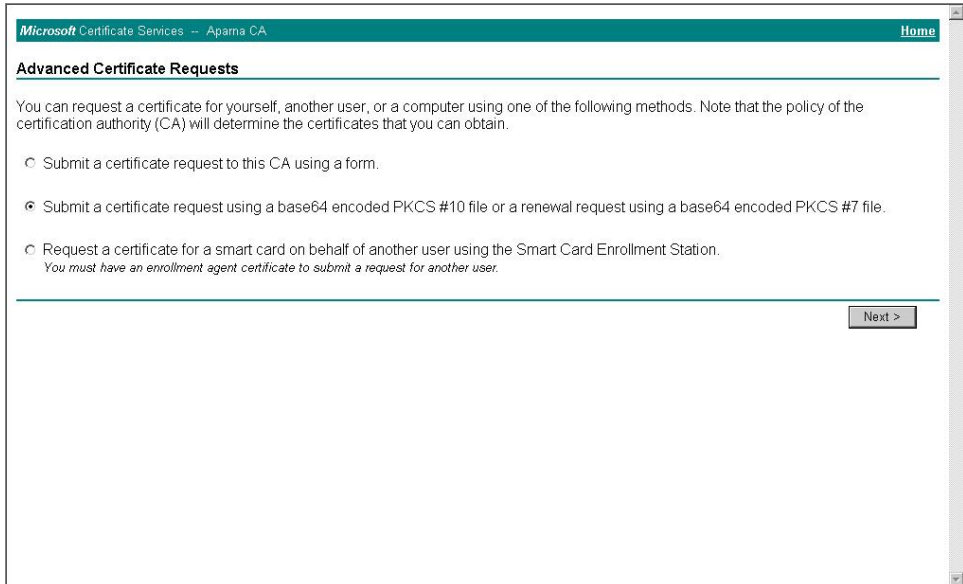 Microsoft Certificate Services -- Aparna CA Home
Advanced Certificate Requests
You can request a certificate for yourself, another user, or a computer using one of the following methods. Note that the policy of the
certification authority (CA) will determine the certificates that you can obtain.
Submit a certificate request to this CA using a form.
Submit a certificate request using a base64 encoded PKCS #10 file or a renewal request using a base64 encoded PKCS #7 file.
Request a certificate for a smart card on behalf of another user using the Smart Card Enrollment Station.
You must have an enrollment agent certificate to submit a request for another user.
Next >